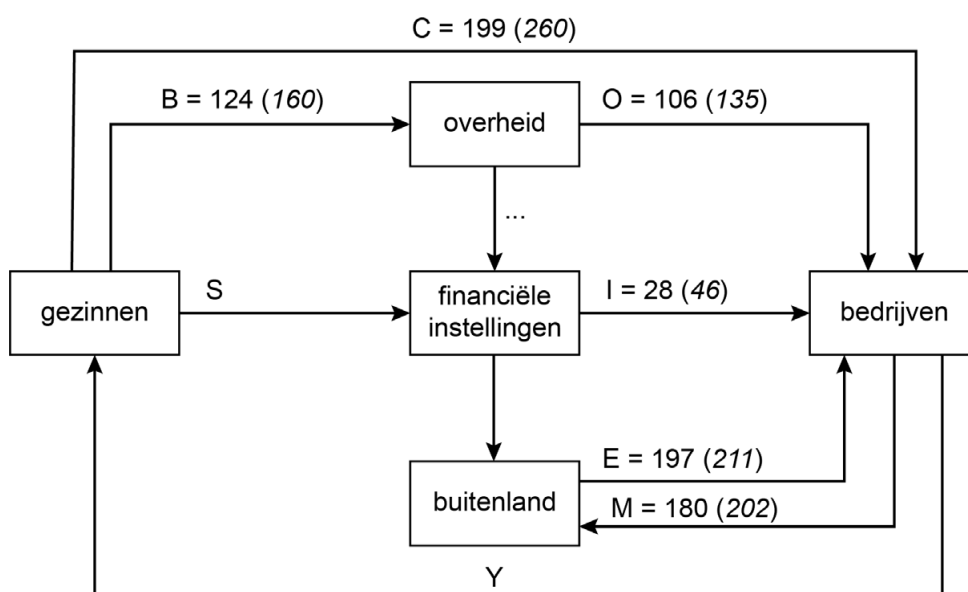 C = 199 (260)
B = 124 (160)
O = 106 (135)
overheid
...
S
I = 28 (46)
gezinnen
financiële
instellingen
bedrijven
E = 197 (211)
buitenland
M = 180 (202)
Y